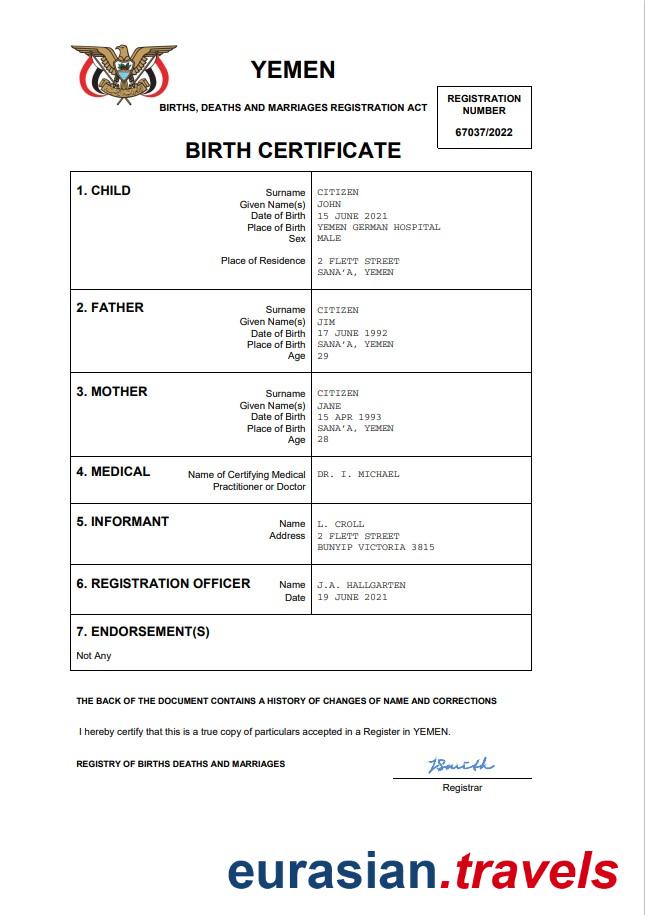 YEMEN
BIRTHS, DEATHS AND MARRIAGES REGISTRATION ACT
REGISTRATION
NUMBER
67037/2022
BIRTH CERTIFICATE
1. CHILD
Surname CITIZEN
Given Name(s) JOHN
Date of Birth 15 JUNE 2021
Place of Birth YEMEN GERMAN HOSPITAL
Sex MALE
Place of Residence 2 FLETT STREET
SANA'A, YEMEN
2. FATHER
Surname CITIZEN
Given Name(s) JIM
Date of Birth 17 JUNE 1992
Place of Birth SANA'A, YEMEN
Age 29
3. MOTHER
Surname CITIZEN
Given Name(s) JANE
Date of Birth 15 APR 1993
Place of Birth SANA'A, YEMEN
Age 28
4. MEDICAL
Name of Certifying Medical DR. I. MICHAEL
Practitioner or Doctor
5. INFORMANT
Name L. CROLL
Address 2 FLETT STREET
BUNYIP VICTORIA 3815
6. REGISTRATION OFFICER
Name J.A. HALLGARTEN
Date 19 JUNE 2021
7. ENDORSEMENT(S)
Not Any
THE BACK OF THE DOCUMENT CONTAINS A HISTORY OF CHANGES OF NAME AND CORRECTIONS
I hereby certify that this is a true copy of particulars accepted in a Register in YEMEN.
REGISTRY OF BIRTHS DEATHS AND MARRIAGES
JSmith
Registrar
eurasian.travels